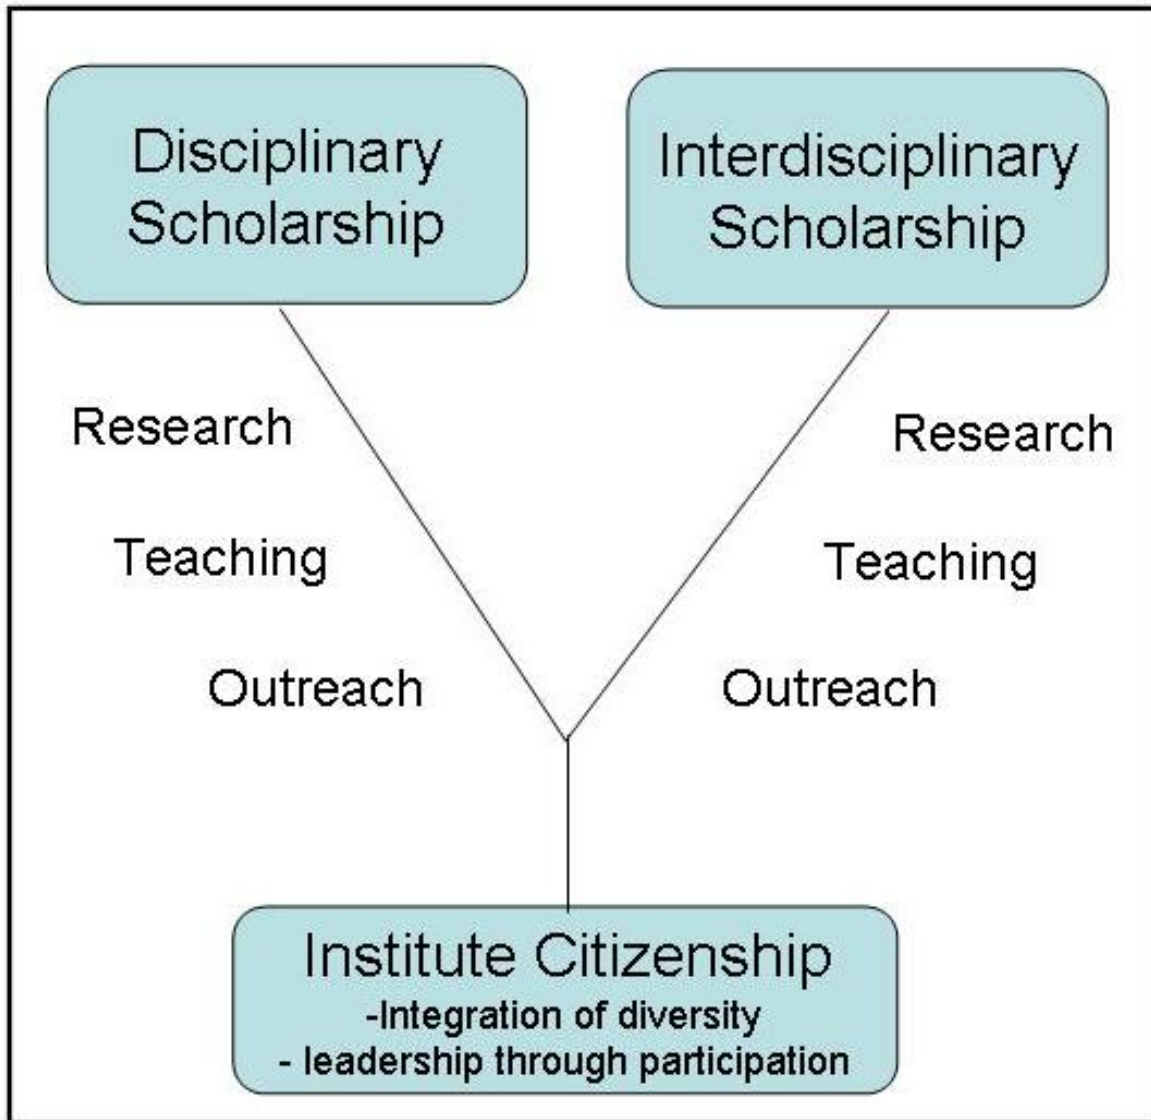 Disciplinary
Scholarship
Interdisciplinary
Scholarship
Research
Teaching
Outreach
Research
Teaching
Outreach
Institute Citizenship
-Integration of diversity
- leadership through participation